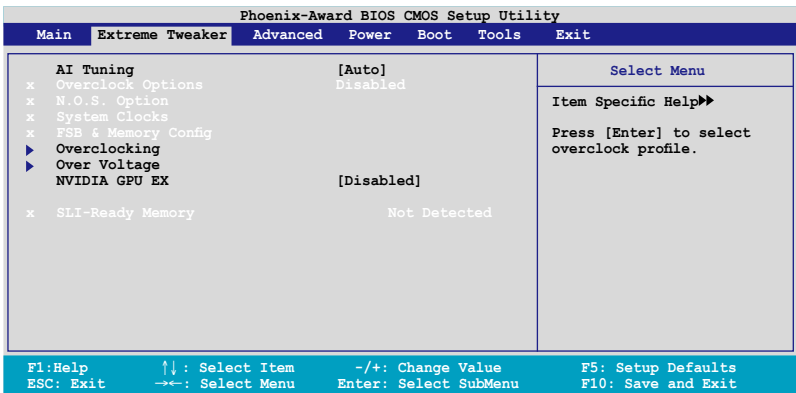 Phoenix-Award BIOS CMOS Setup Utility
Main Extreme Tweaker Advanced Power Boot Tools Exit
AI Tuning [Auto]
x Overclock Options Disabled
x N.O.S. Option
x System Clocks
x FSB & Memory Config
Overclocking
Over Voltage
NVIDIA GPU EX [Disabled]
x SLI-Ready Memory Not Detected
Select Menu
Item Specific Help
Press [Enter] to select
overclock profile.
F1:Help ↑↓ : Select Item -/+: Change Value F5: Setup Defaults
ESC: Exit →←: Select Menu Enter: Select SubMenu F10: Save and Exit